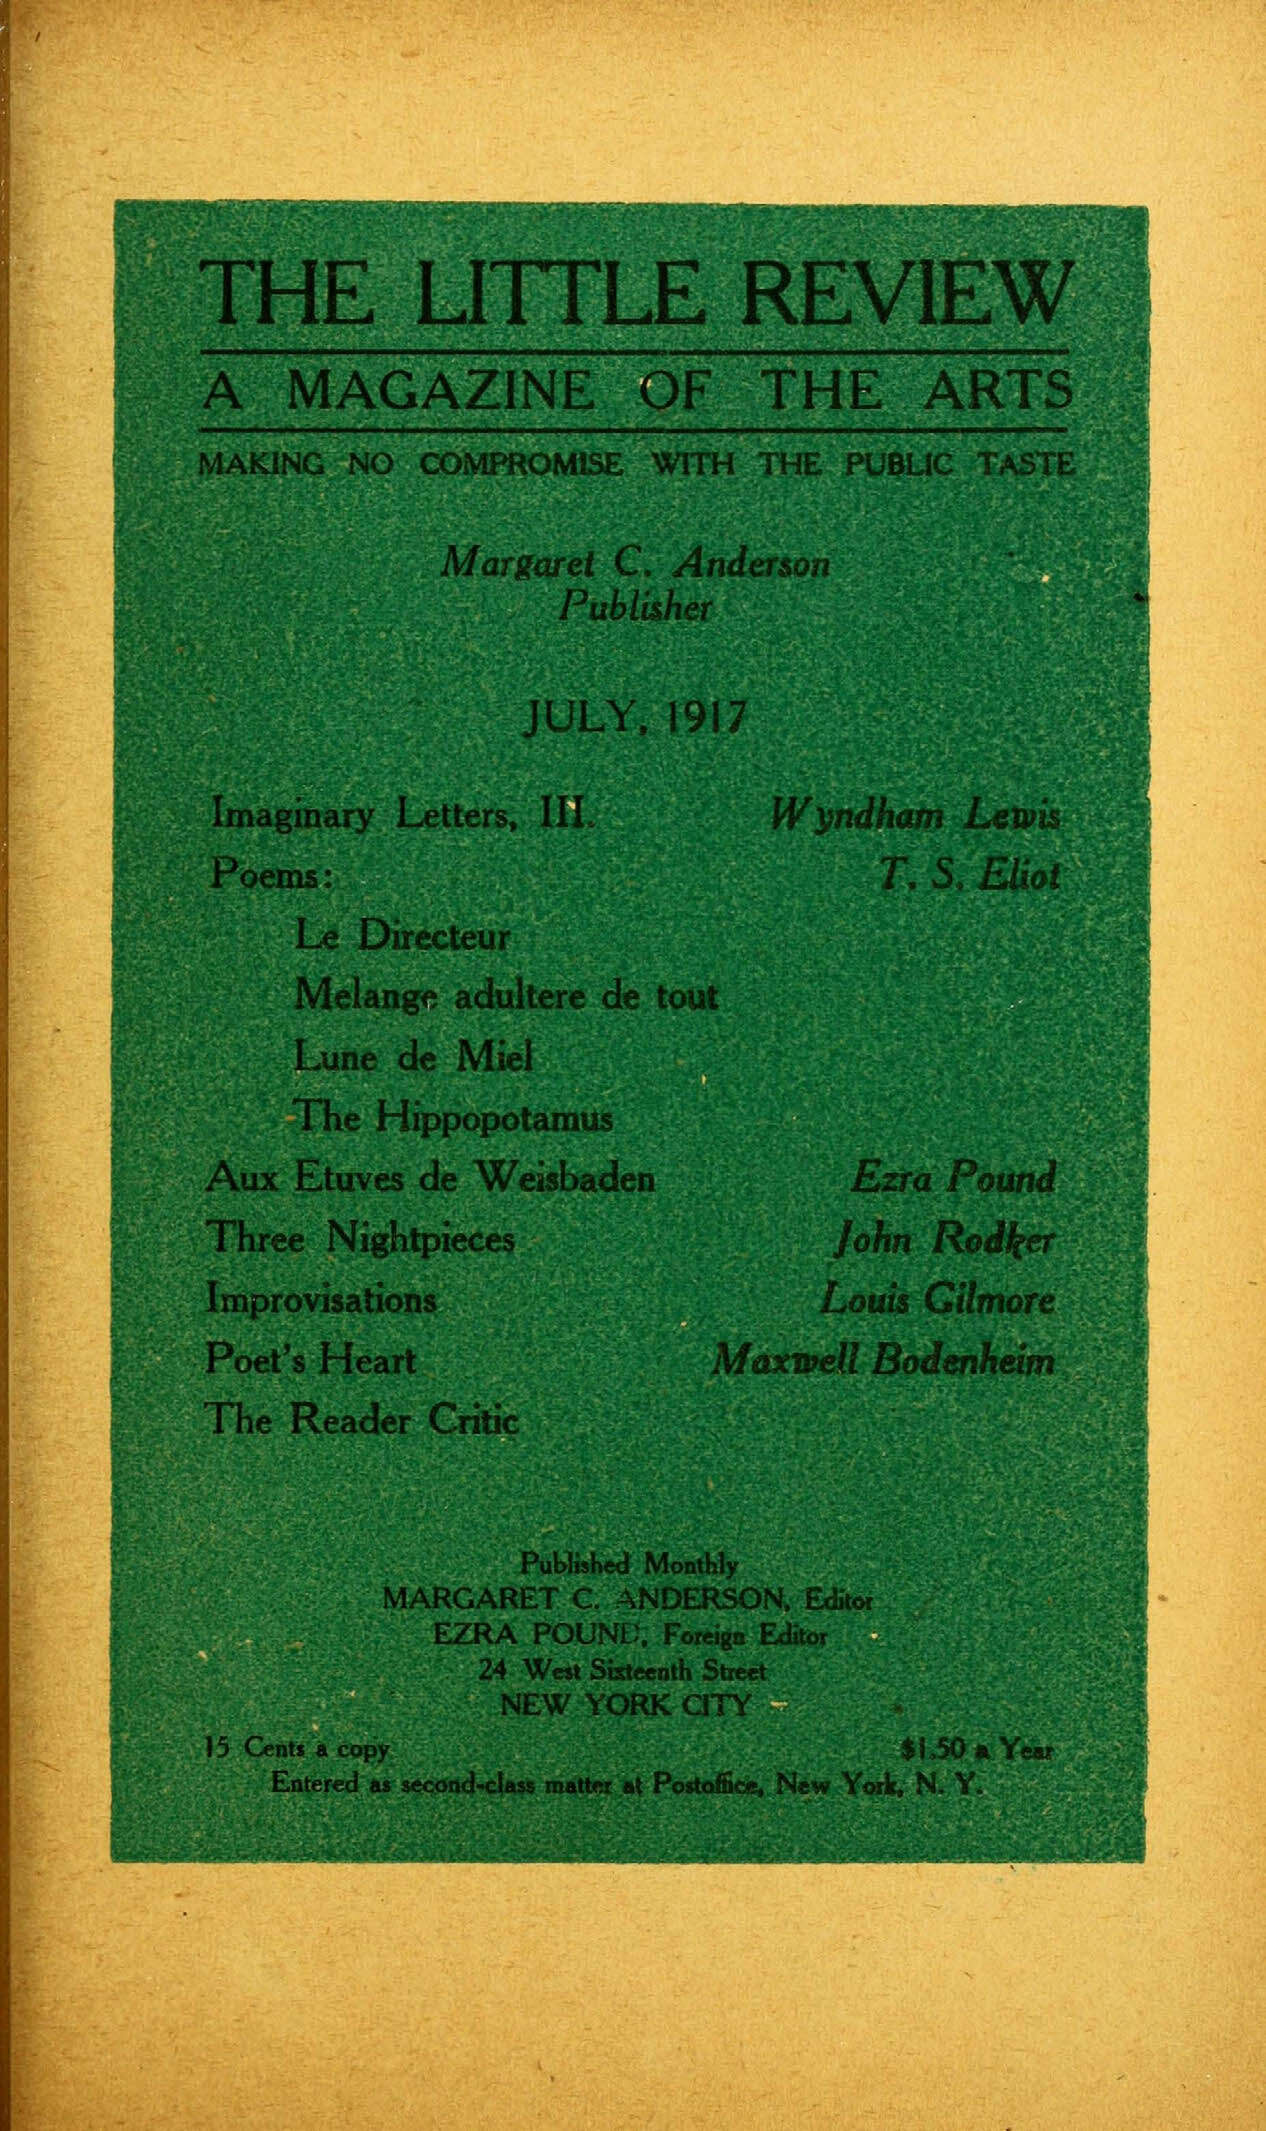 THE LITTLE REVIEW
A MAGAZINE OF THE ARTS
MAKING NO COMPROMISE WITH THE PUBLIC TASTE
Margaret C. Anderson
Publisher
JULY, 1917
Imaginary Letters, III. Wyndham Lewis
Poems: T. S. Eliot
Le Directeur
Melange adultere de tout
Lune de Miel
The Hippopotamus
Aux Etuves de Weisbaden Ezra Pound
Three Nightpieces John Rodker
Improvisations Louis Gilmore
Poet's Heart Maxwell Bodenheim
The Reader Critic
Published Monthly
MARGARET C. ANDERSON, Editor
EZRA POUND, Foreign Editor
24 West Sixteenth Street
NEW YORK CITY
15 Cents a copy $1.50 a Year
Entered as second-class matter at Postoffice, New York, N. Y.